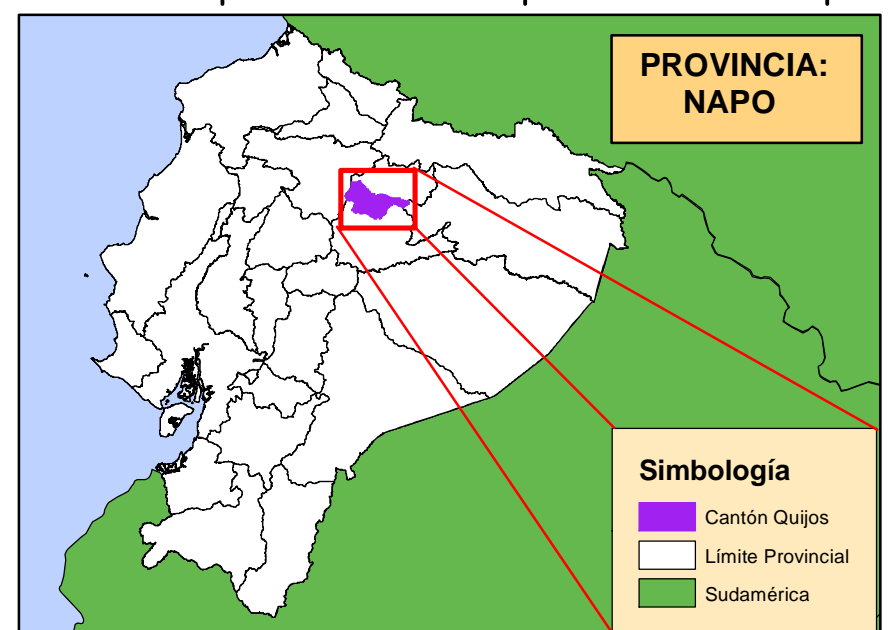 PROVINCIA:
NAPO
Simbología
Cantón Quijos
Límite Provincial
Sudamérica